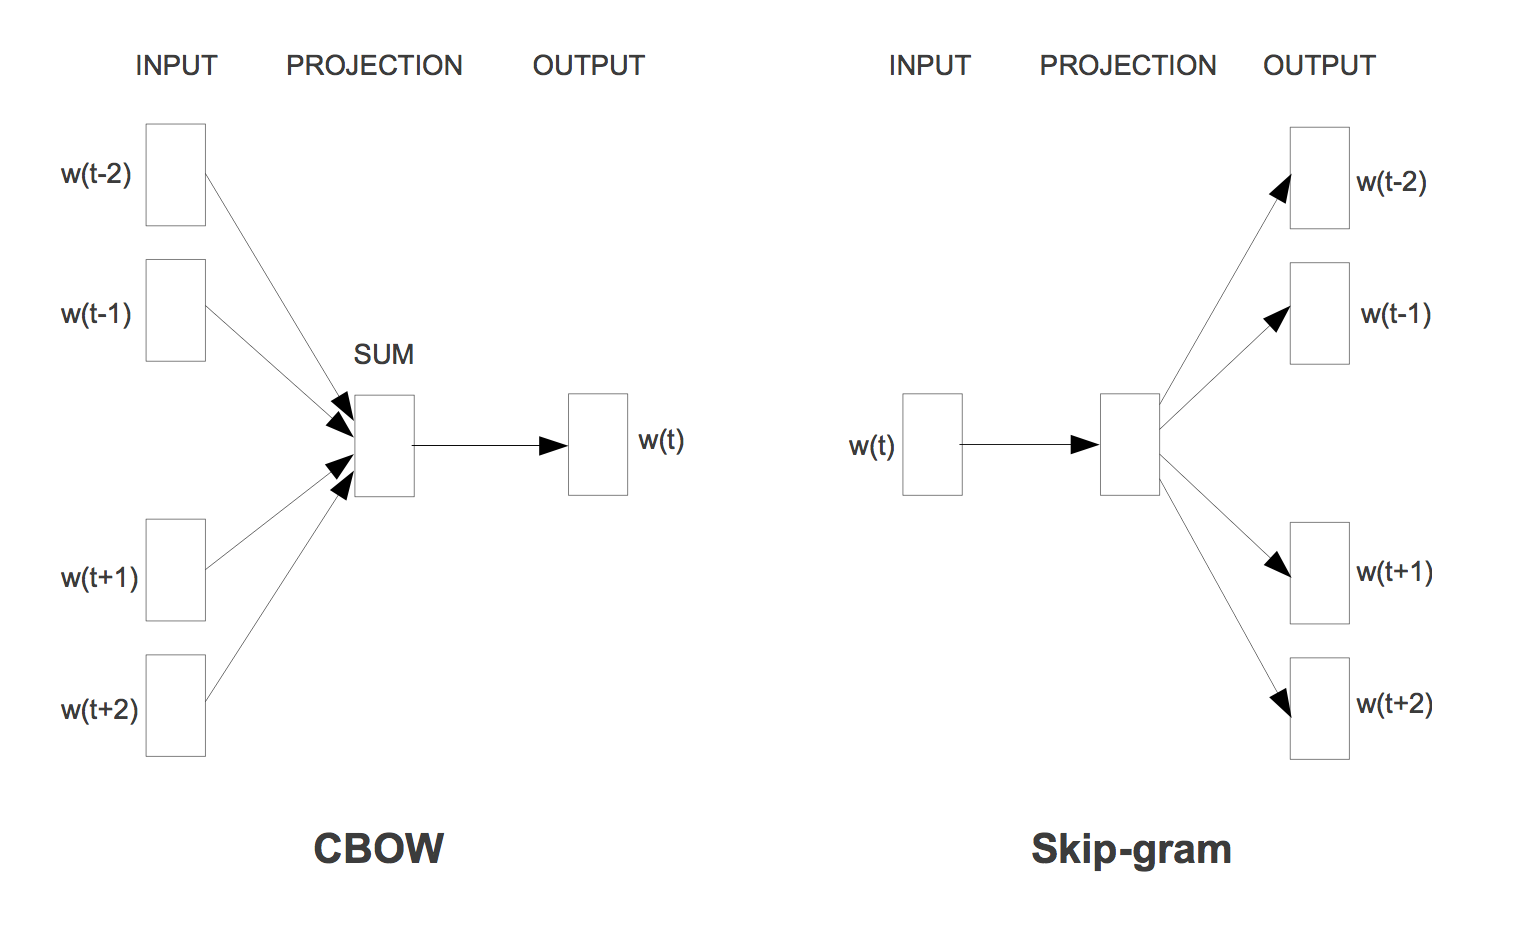 INPUT PROJECTION OUTPUT
w(t-2)
w(t-1)
SUM
w(t)
w(t+1)
w(t+2)
CBOW
INPUT PROJECTION OUTPUT
w(t-2)
w(t-1)
w(t)
w(t+1)
w(t+2)
Skip-gram